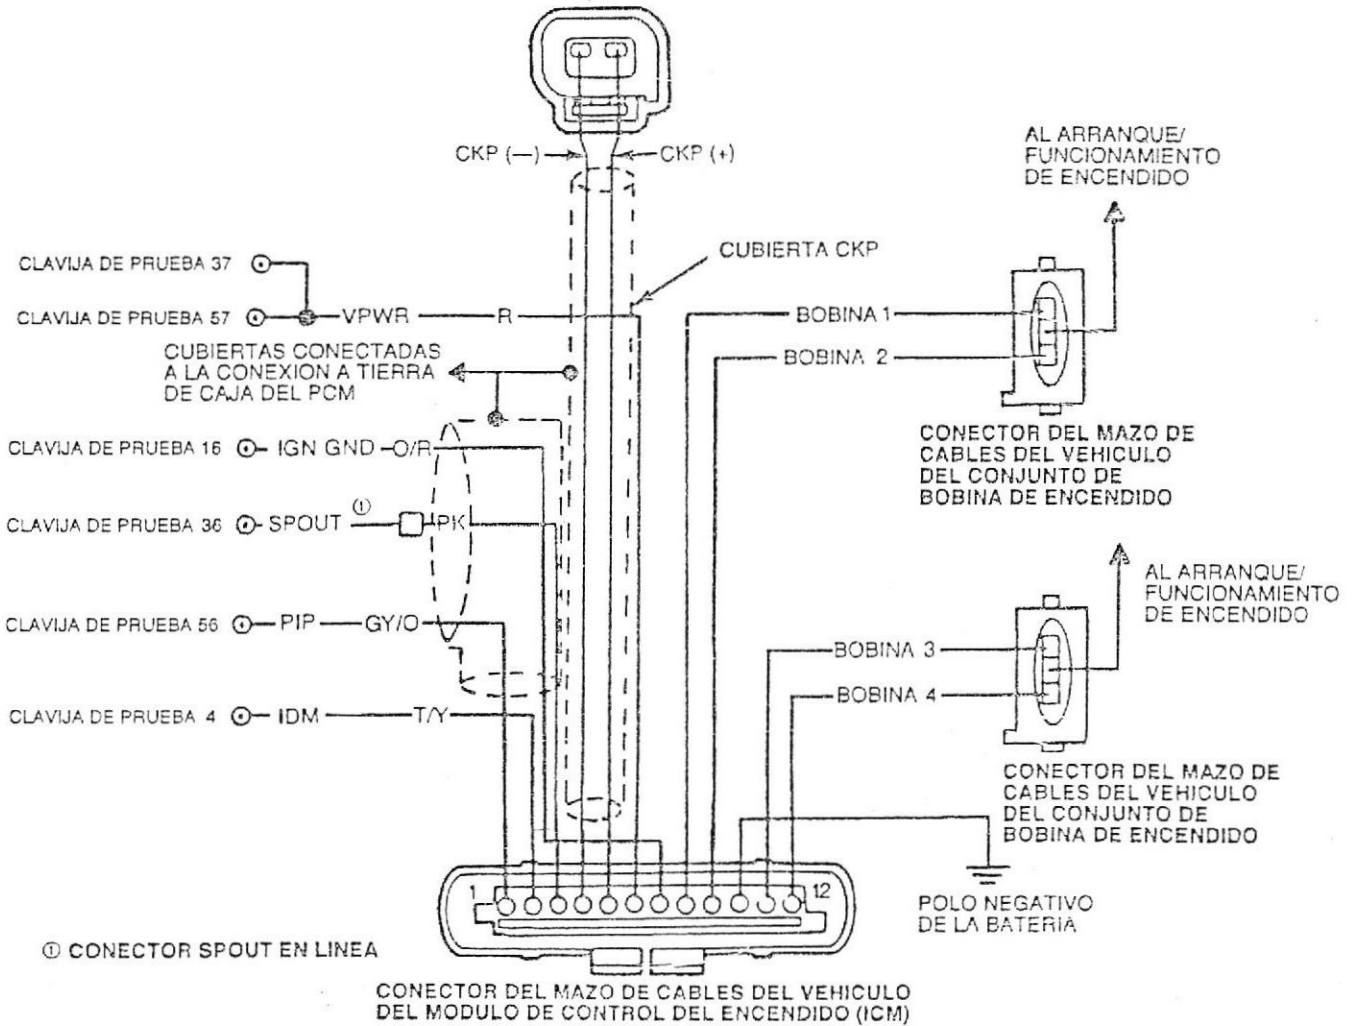 CKP (—)
CKP (+)
AL ARRANQUE/
FUNCIONAMIENTO
DE ENCENDIDO
CUBIERTA CKP
CLAVIJA DE PRUEBA 37
CLAVIJA DE PRUEBA 57
VPWR
R
BOBINA 1
BOBINA 2
CUBIERTAS CONECTADAS
A LA CONEXION A TIERRA
DE CAJA DEL PCM
CONECTOR DEL MAZO DE
CABLES DEL VEHICULO
DEL CONJUNTO DE
BOBINA DE ENCENDIDO
CLAVIJA DE PRUEBA 16
IGN GND
O/R
CLAVIJA DE PRUEBA 36
SPOUT
①
PK
AL ARRANQUE/
FUNCIONAMIENTO
DE ENCENDIDO
CLAVIJA DE PRUEBA 56
PIP
GY/O
BOBINA 3
BOBINA 4
CLAVIJA DE PRUEBA 4
IDM
T/Y
CONECTOR DEL MAZO DE
CABLES DEL VEHICULO
DEL CONJUNTO DE
BOBINA DE ENCENDIDO
1
12
POLO NEGATIVO
DE LA BATERIA
① CONECTOR SPOUT EN LINEA
CONECTOR DEL MAZO DE CABLES DEL VEHICULO
DEL MODULO DE CONTROL DEL ENCENDIDO (ICM)